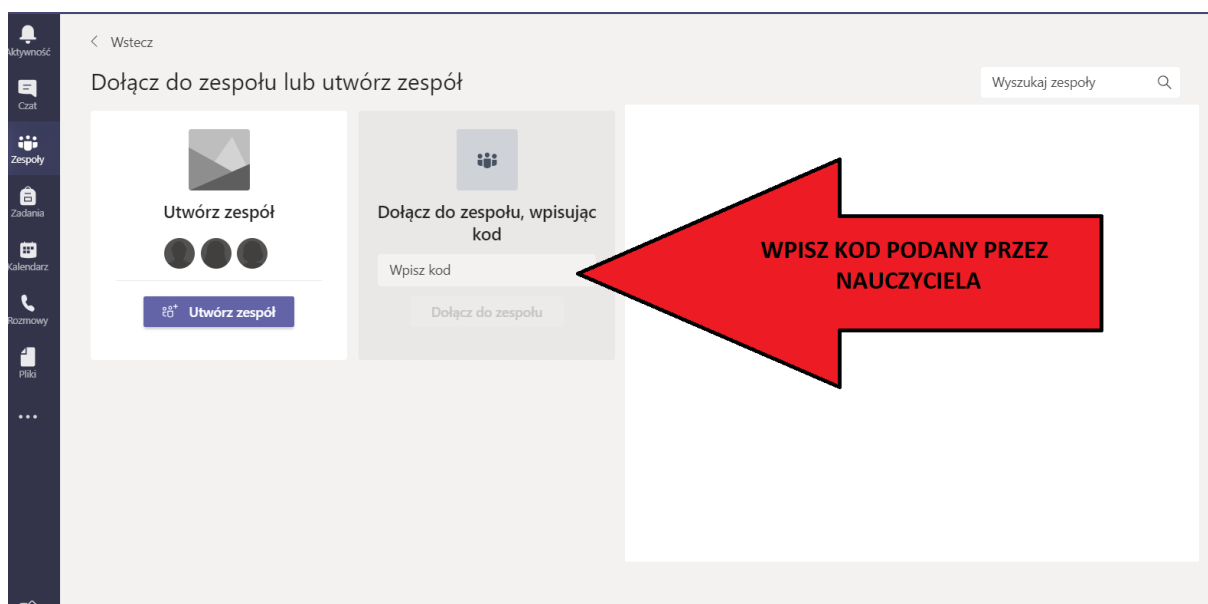 Aktywność
Czat
Zespoły
Zadania
Kalendarz
Rozmowy
Pliki
Wstecz
Dołącz do zespołu lub utwórz zespół
Wyszukaj zespoły
Utwórz zespół
Utwórz zespół
Dołącz do zespołu, wpisując
kod
Wpisz kod
Dołącz do zespołu
WPISZ KOD PODANY PRZEZ
NAUCZYCIELA